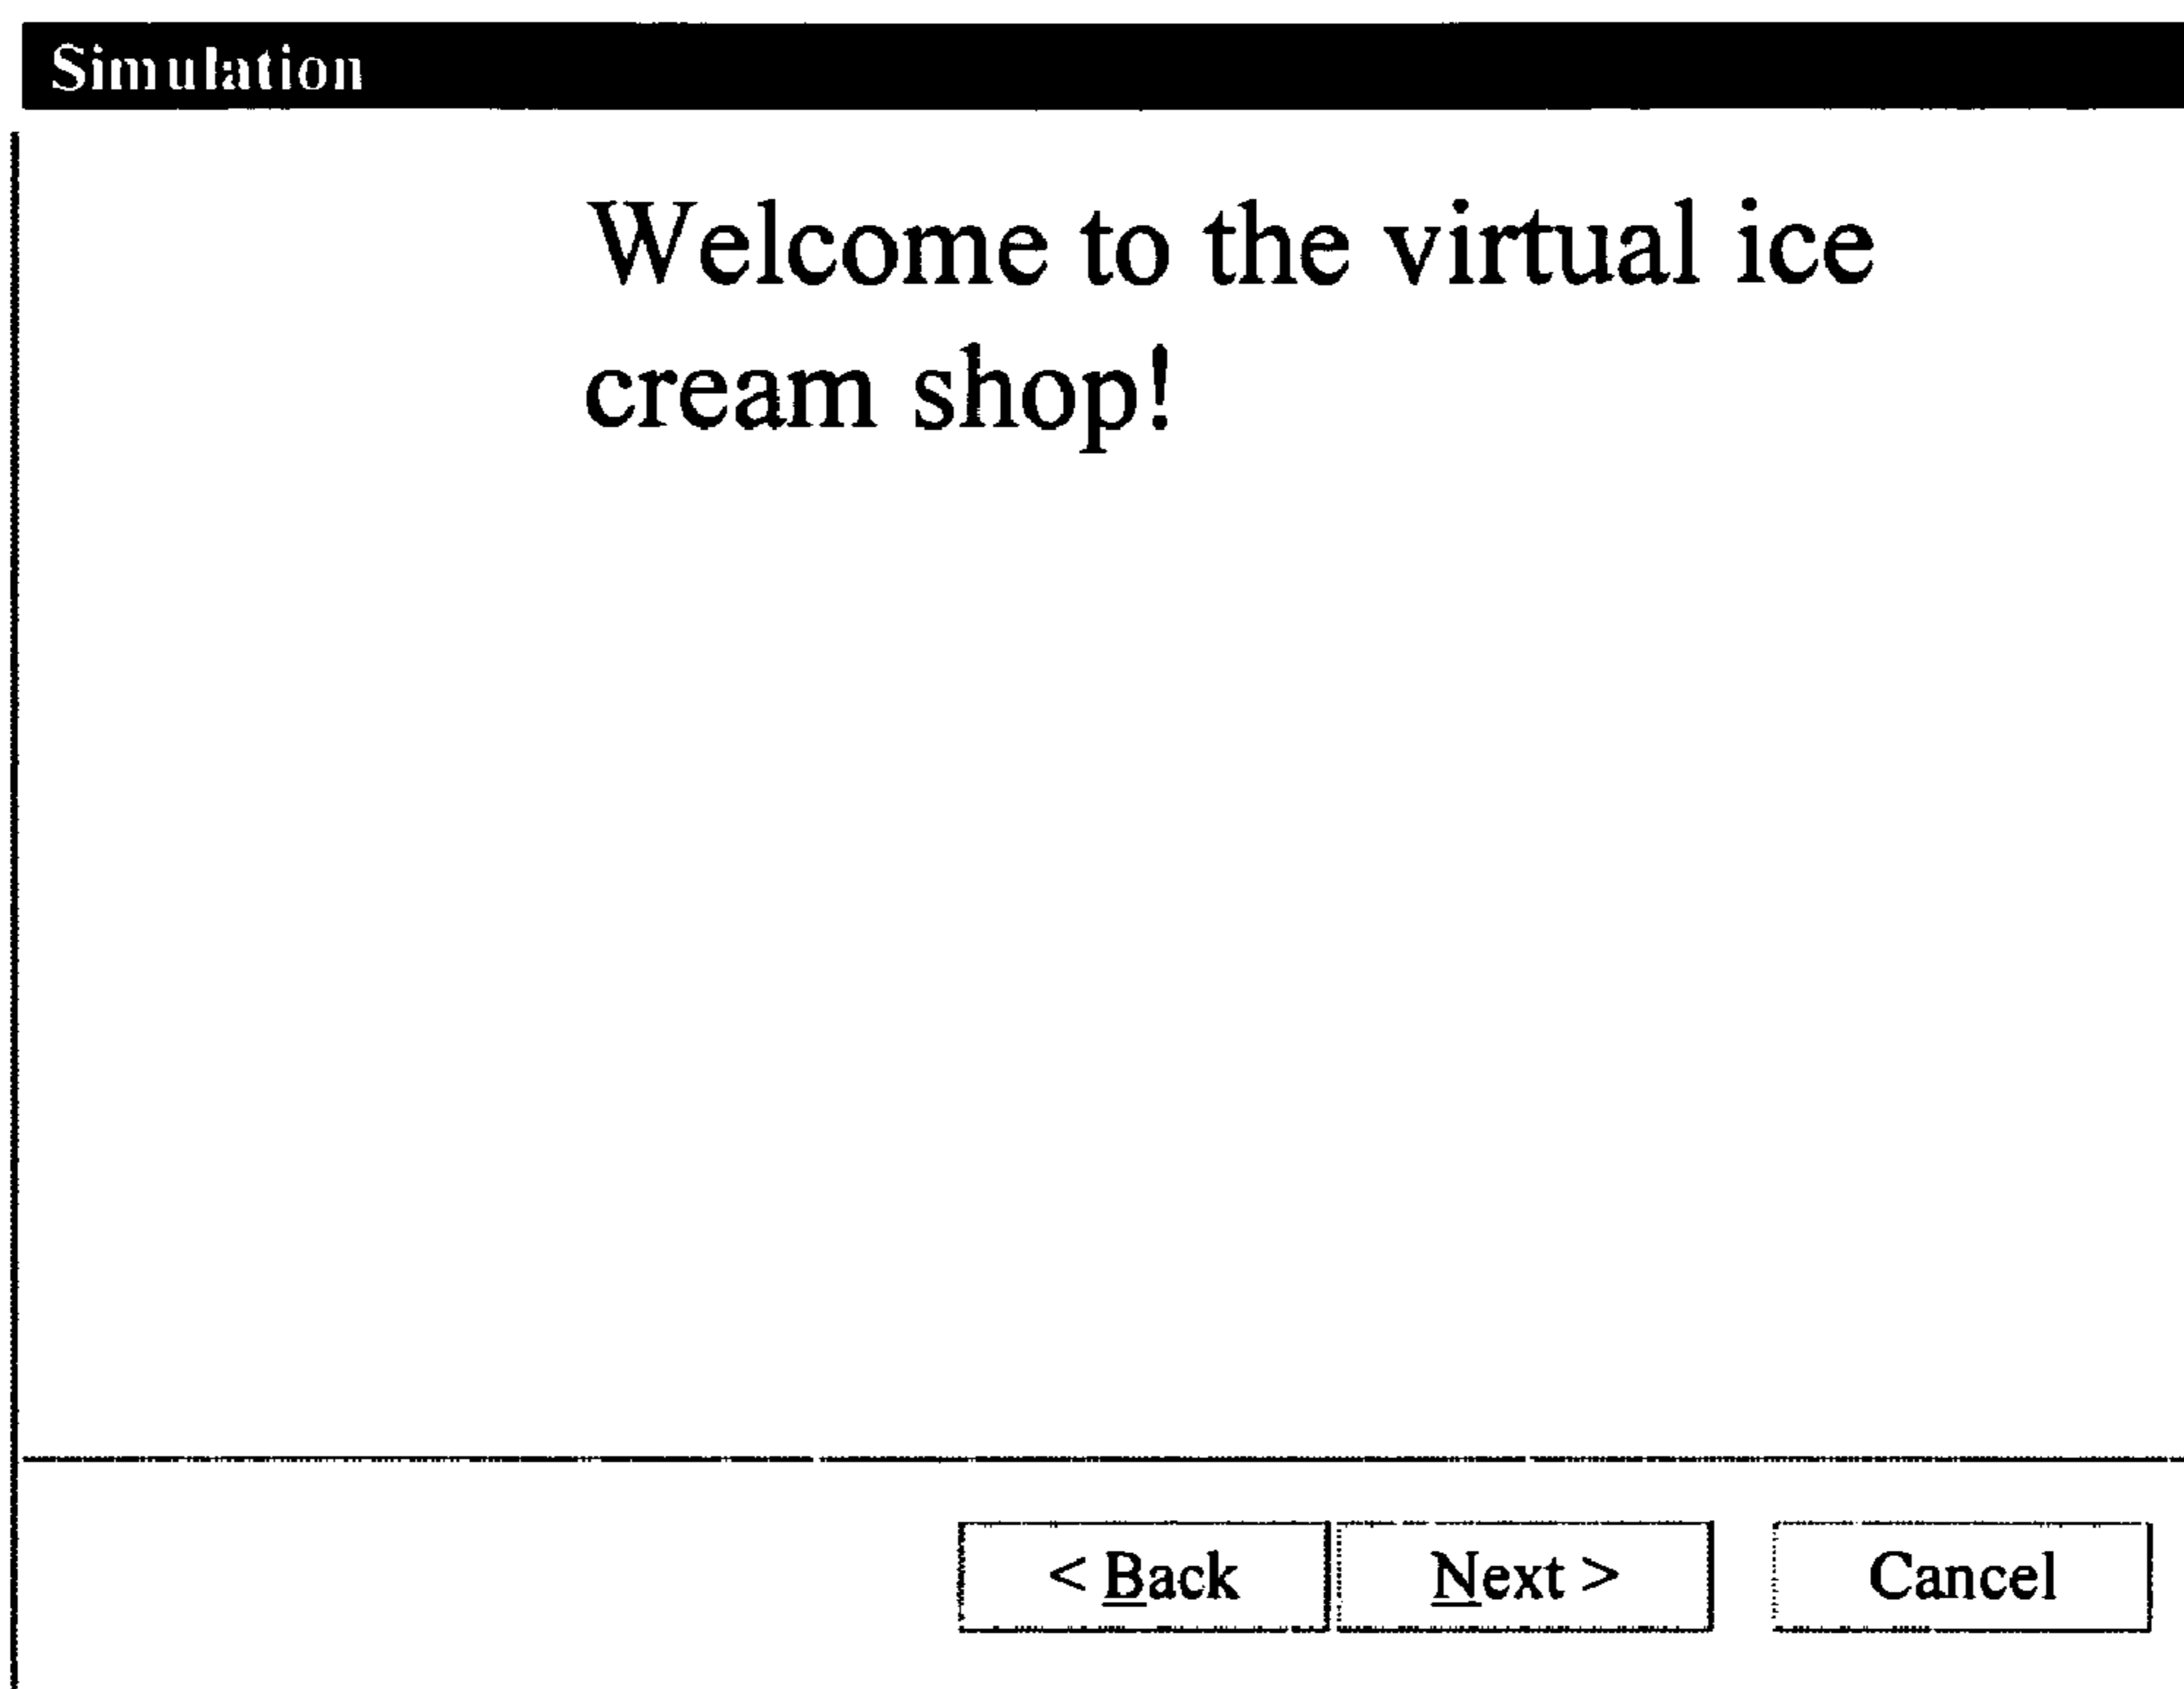 Simulation
Welcome to the virtual ice
cream shop!
< Back
Next >
Cancel